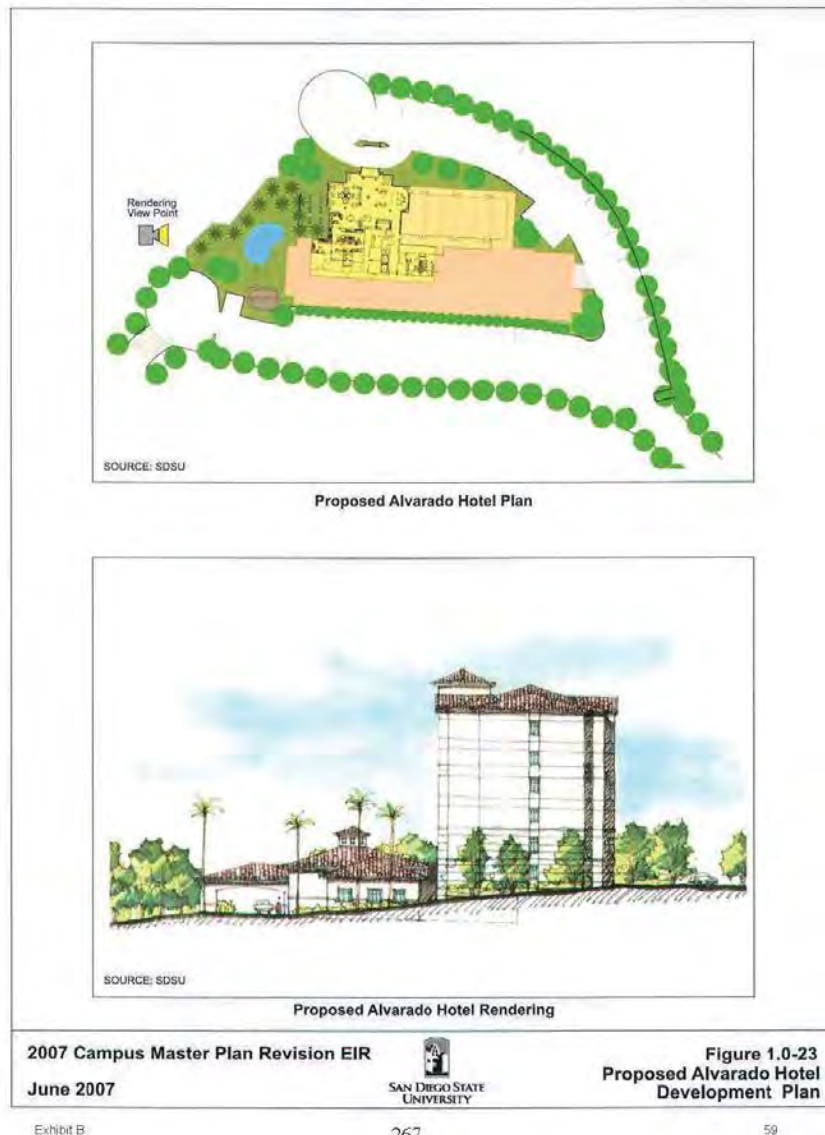 Rendering
View Point
SOURCE: SDSU
Proposed Alvarado Hotel Plan
SOURCE: SDSU
Proposed Alvarado Hotel Rendering
2007 Campus Master Plan Revision EIR
June 2007
SAN DIEGO STATE
UNIVERSITY
Figure 1.0-23
Proposed Alvarado Hotel
Development Plan
Exhibit B
267
59